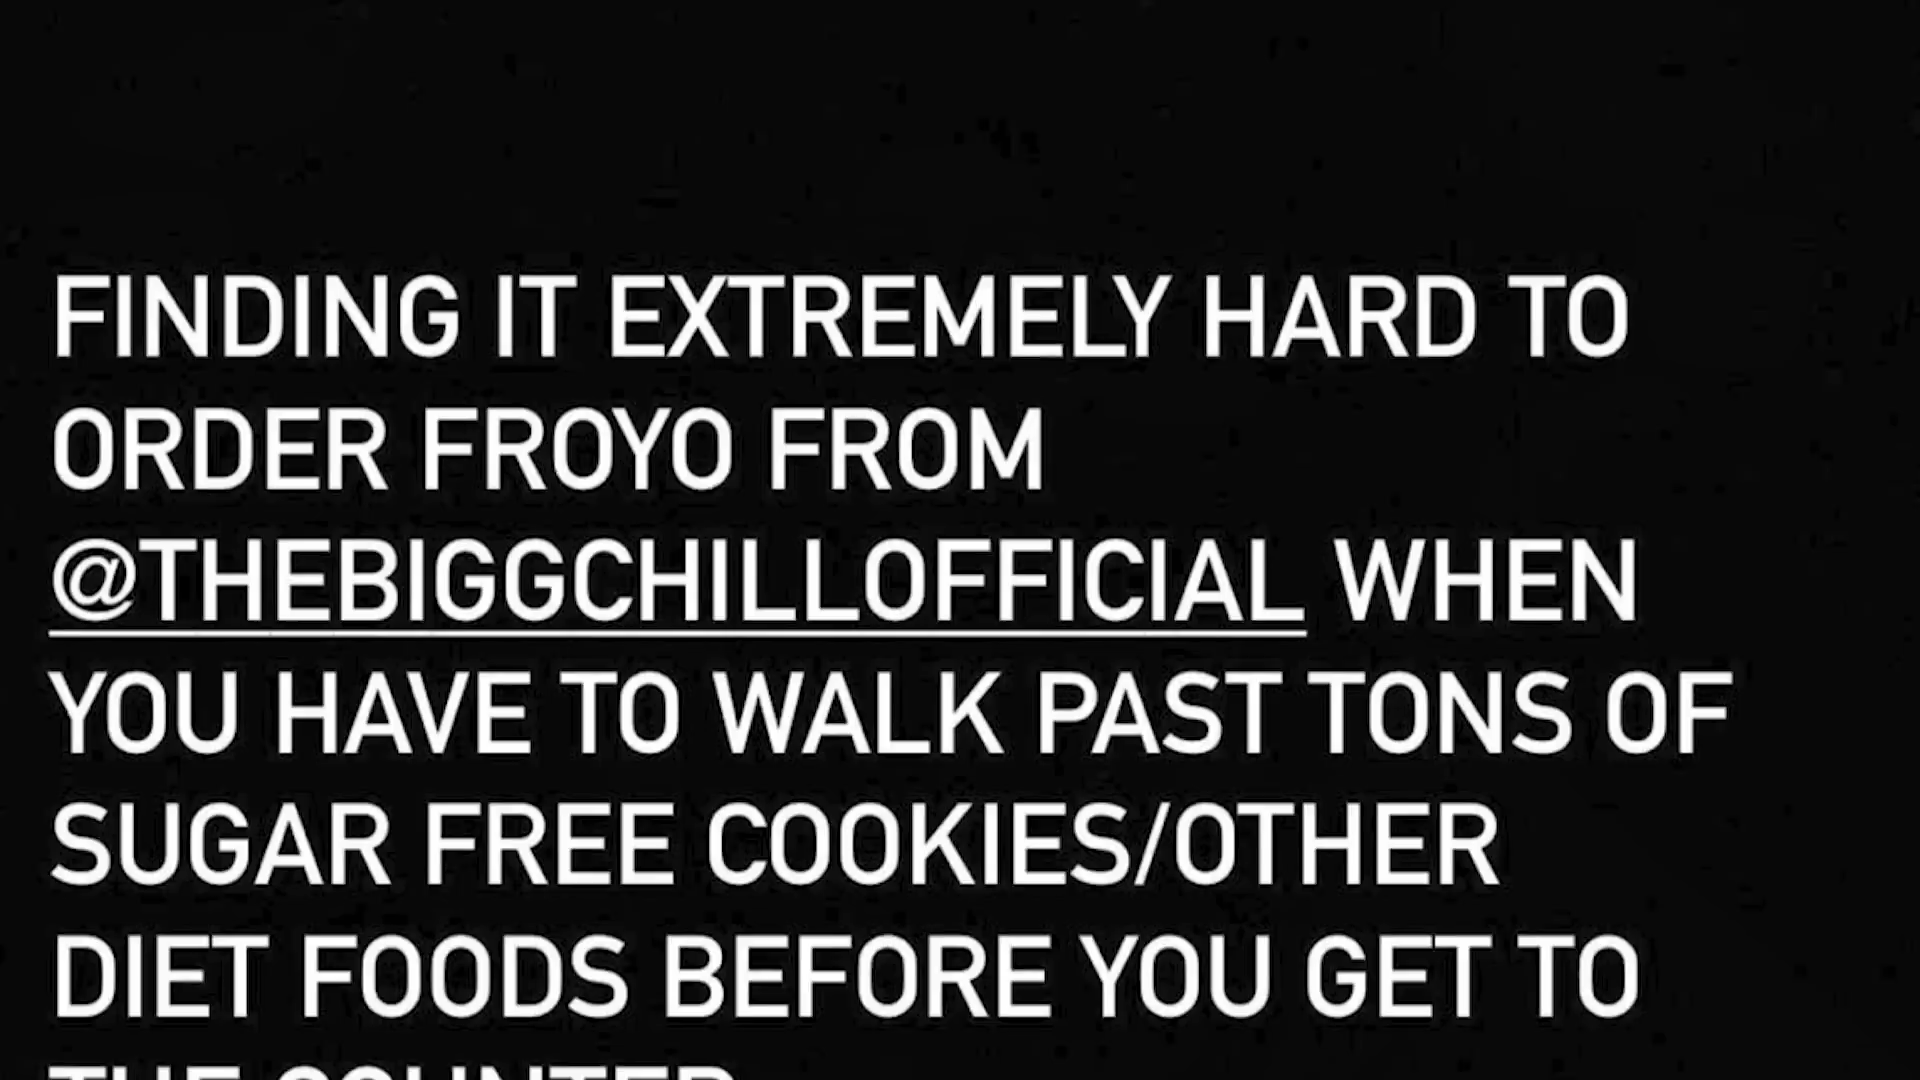 FINDING IT EXTREMELY HARD TO
ORDER FROYO FROM
@THEBIGGCHILLOFFICIAL WHEN
YOU HAVE TO WALK PAST TONS OF
SUGAR FREE COOKIES/OTHER
DIET FOODS BEFORE YOU GET TO
THE COUNTER